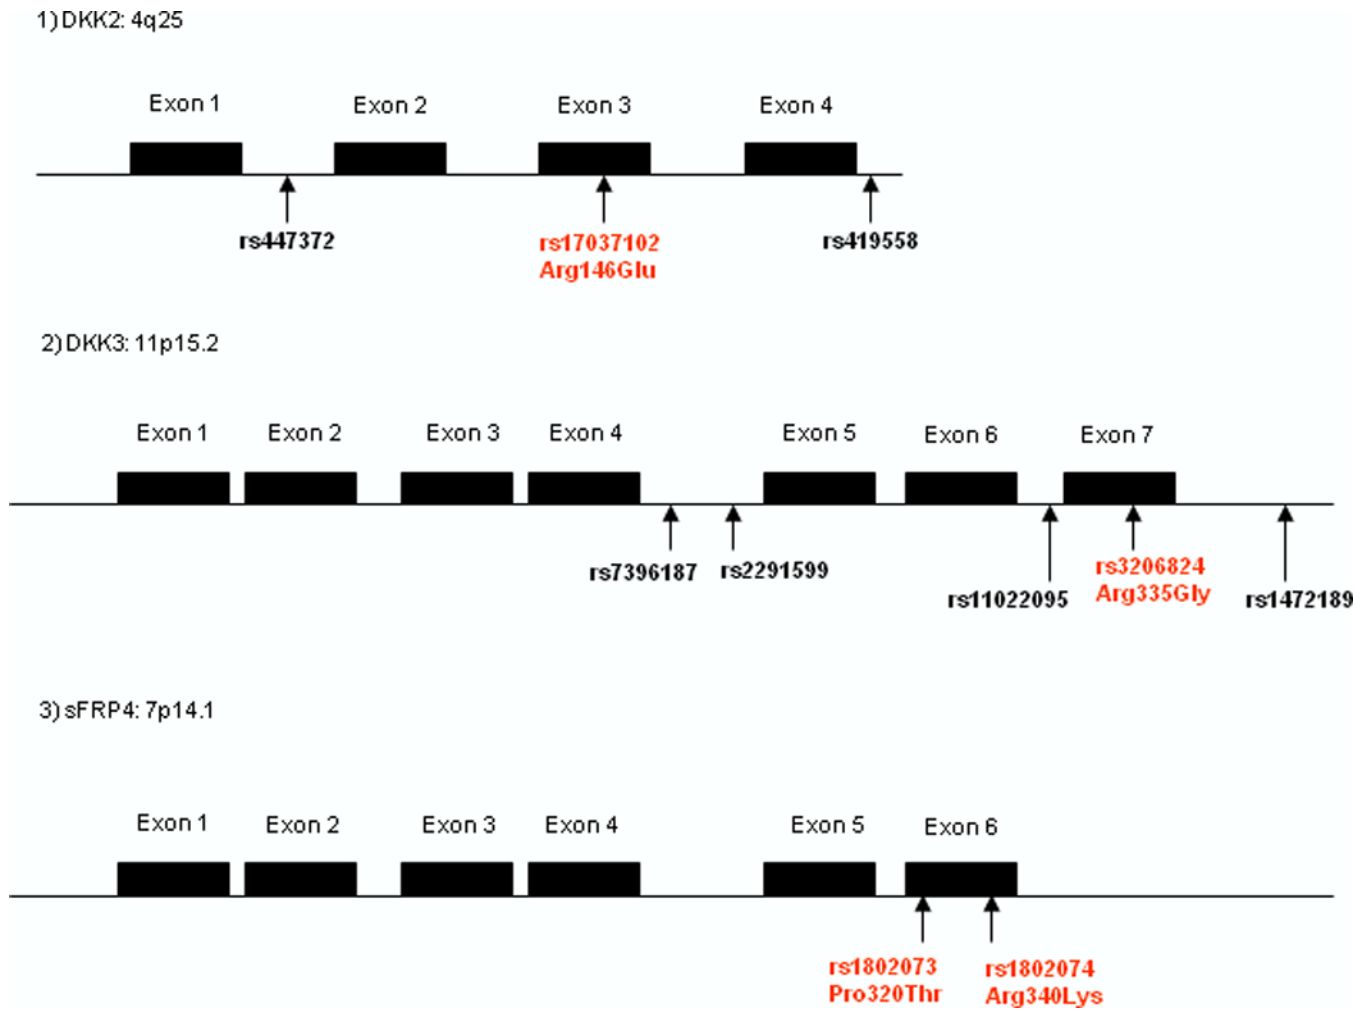 1) DKK2: 4q25
Exon 1 Exon 2 Exon 3 Exon 4
rs447372 rs17037102 rs419558
Arg146Glu
2) DKK3: 11p15.2
Exon 1 Exon 2 Exon 3 Exon 4 Exon 5 Exon 6 Exon 7
rs7396187 rs2291599 rs11022095 rs3206824 rs1472189
Arg335Gly
3) sFRP4: 7p14.1
Exon 1 Exon 2 Exon 3 Exon 4 Exon 5 Exon 6
rs1802073 rs1802074
Pro320Thr Arg340Lys